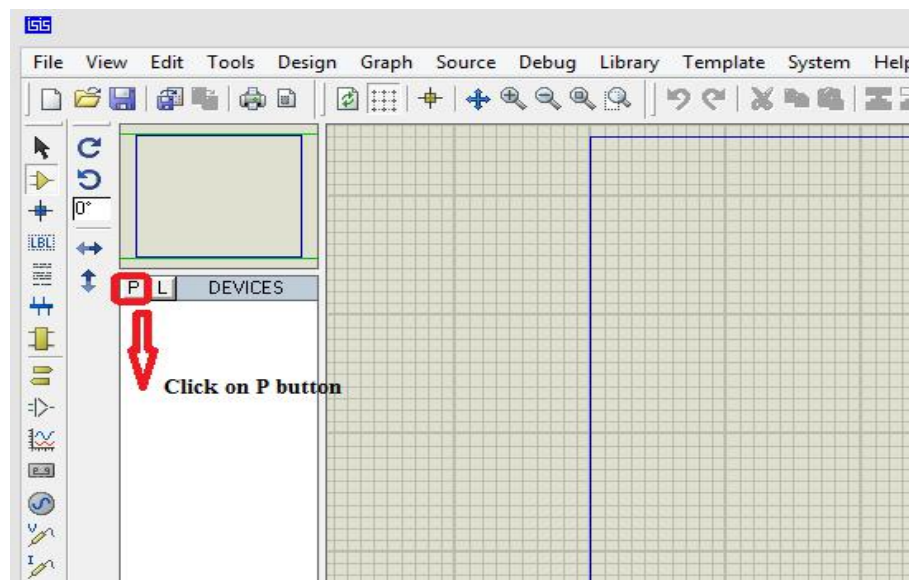 isis
File View Edit Tools Design Graph Source Debug Library Template System Help
0°
LBL
P L DEVICES
Click on P button
V
I